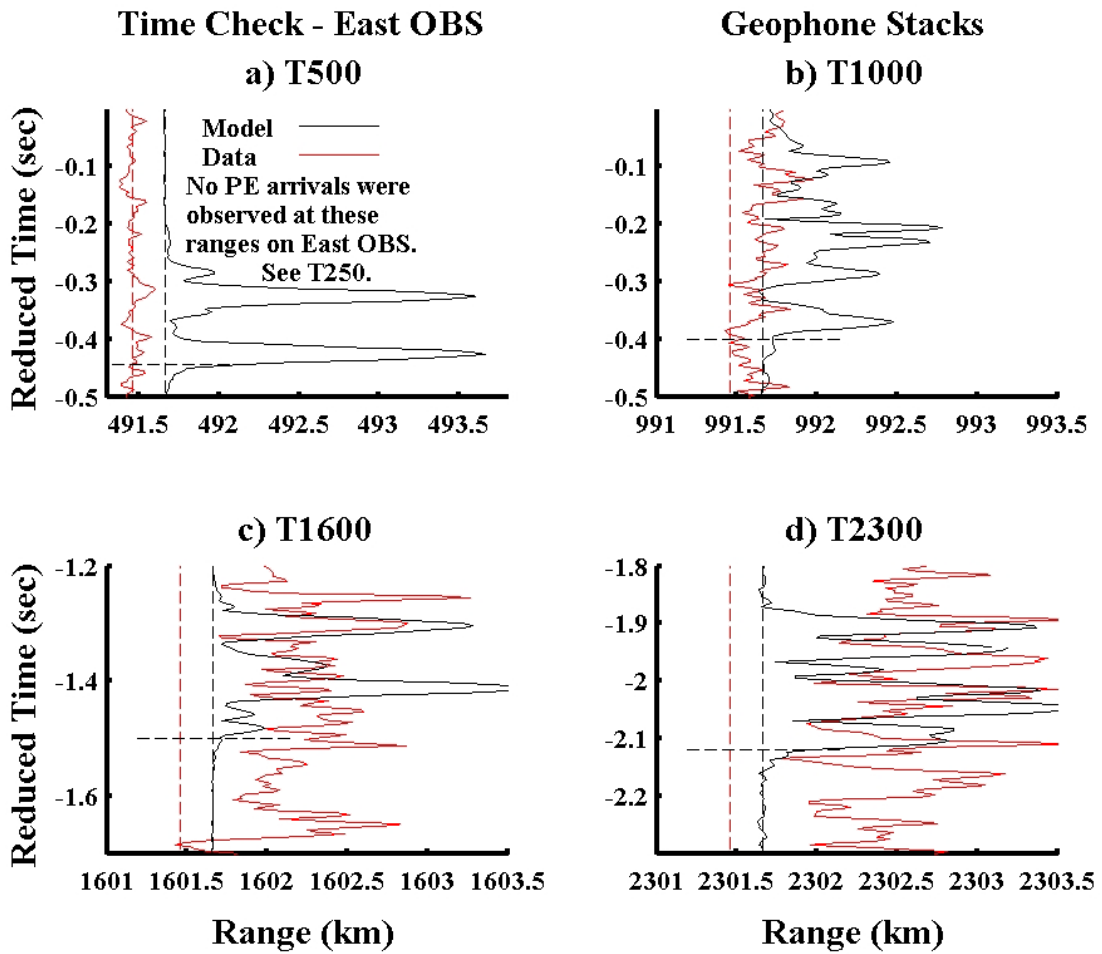 Time Check - East OBS
Geophone Stacks
a) T500
b) T1000
Model
Data
No PE arrivals were
observed at these
ranges on East OBS.
See T250.
Reduced Time (sec)
-0.1
-0.2
-0.3
-0.4
-0.5
491.5 492 492.5 493 493.5
-0.1
-0.2
-0.3
-0.4
-0.5
991 991.5 992 992.5 993 993.5
c) T1600
d) T2300
Reduced Time (sec)
-1.2
-1.4
-1.6
1601 1601.5 1602 1602.5 1603 1603.5
Range (km)
-1.8
-1.9
-2
-2.1
-2.2
2301 2301.5 2302 2302.5 2303 2303.5
Range (km)